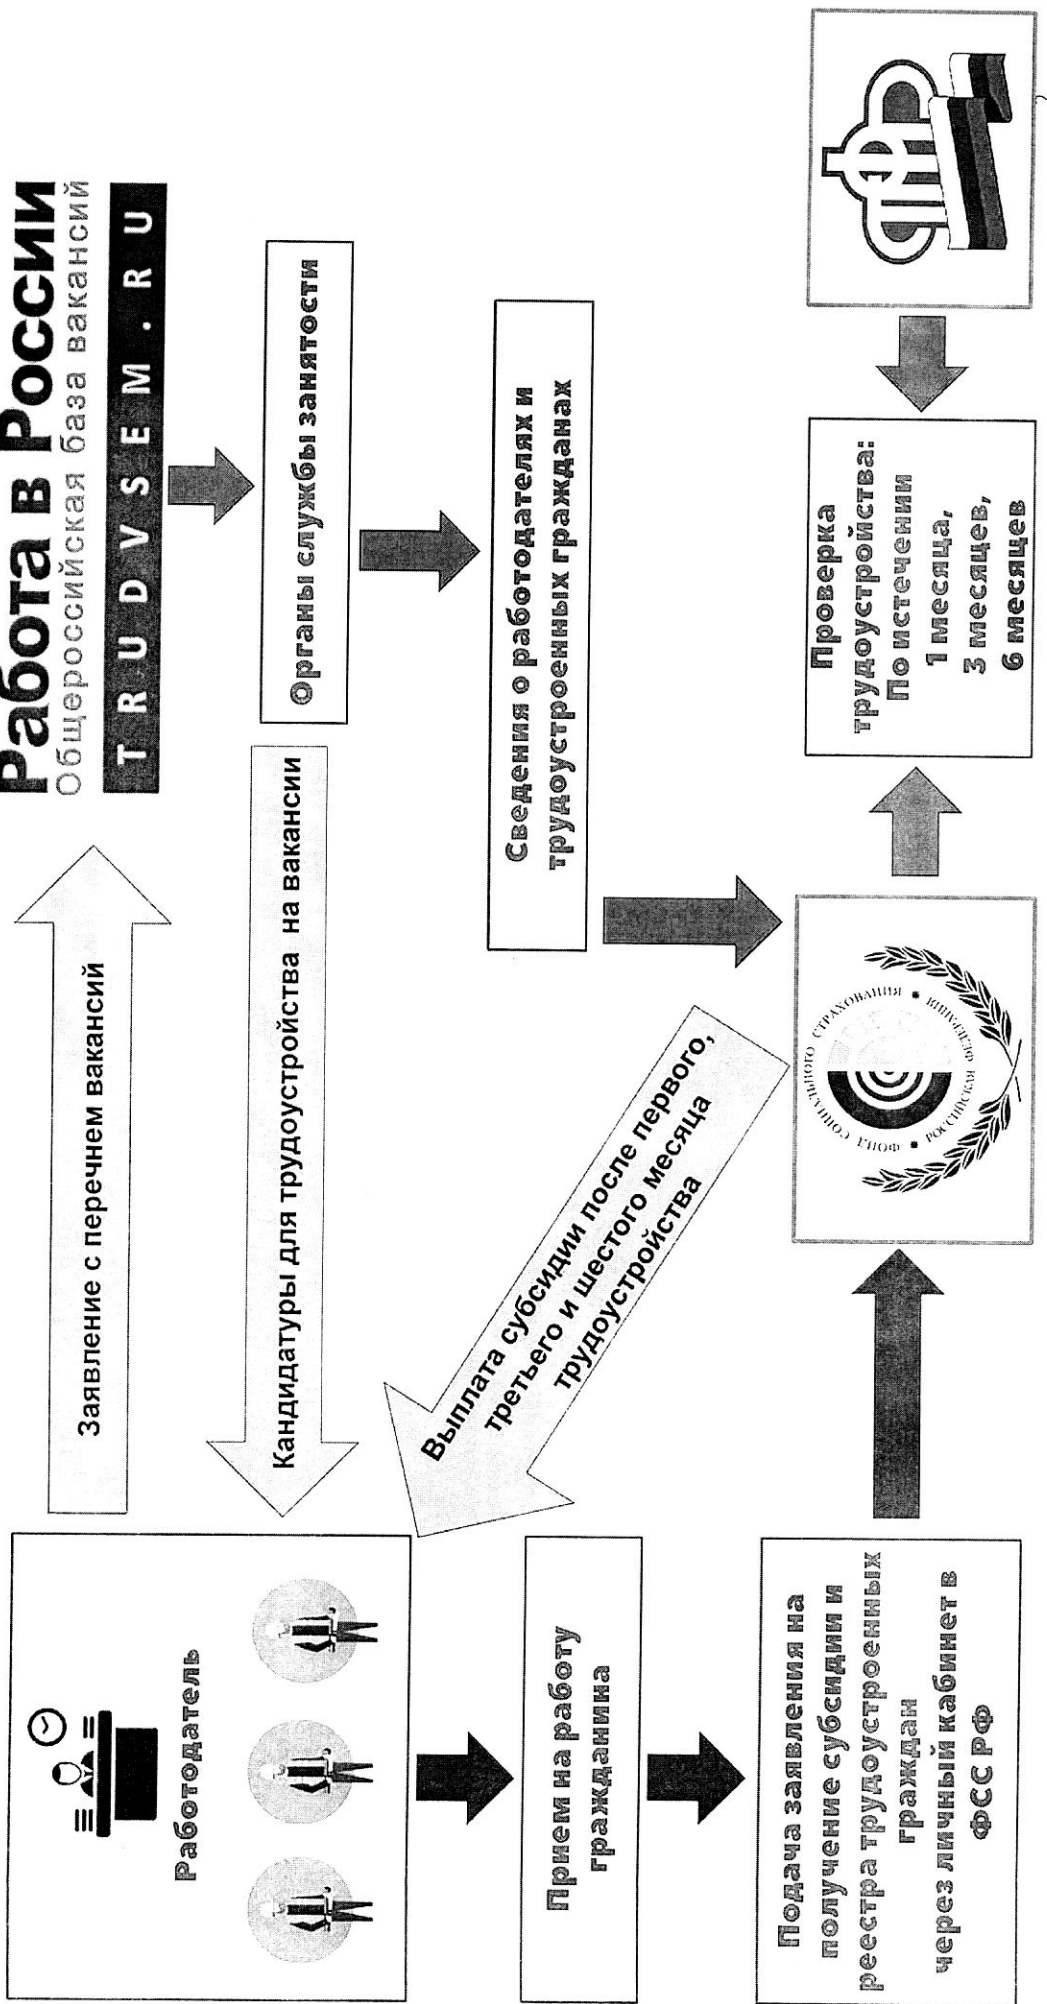 Работодатель
Заявление с перечнем вакансий
Работа в России
Общероссийская база вакансий
TRUDVSEM.RU
Кандидатуры для трудоустройства на вакансии
Органы службы занятости
Прием на работу
гражданина
Выплата субсидии после первого,
третьего и шестого месяца
трудоустройства
Сведения о работодателях и
трудоустроенных гражданах
Подача заявления на
получение субсидии и
реестра трудоустроенных
граждан
через личный кабинет в
ФСС РФ
ФОНД СОЦИАЛЬНОГО СТРАХОВАНИЯ
РОССИЙСКАЯ ФЕДЕРАЦИЯ
Проверка
трудоустройства:
По истечении
1 месяца,
3 месяцев,
6 месяцев